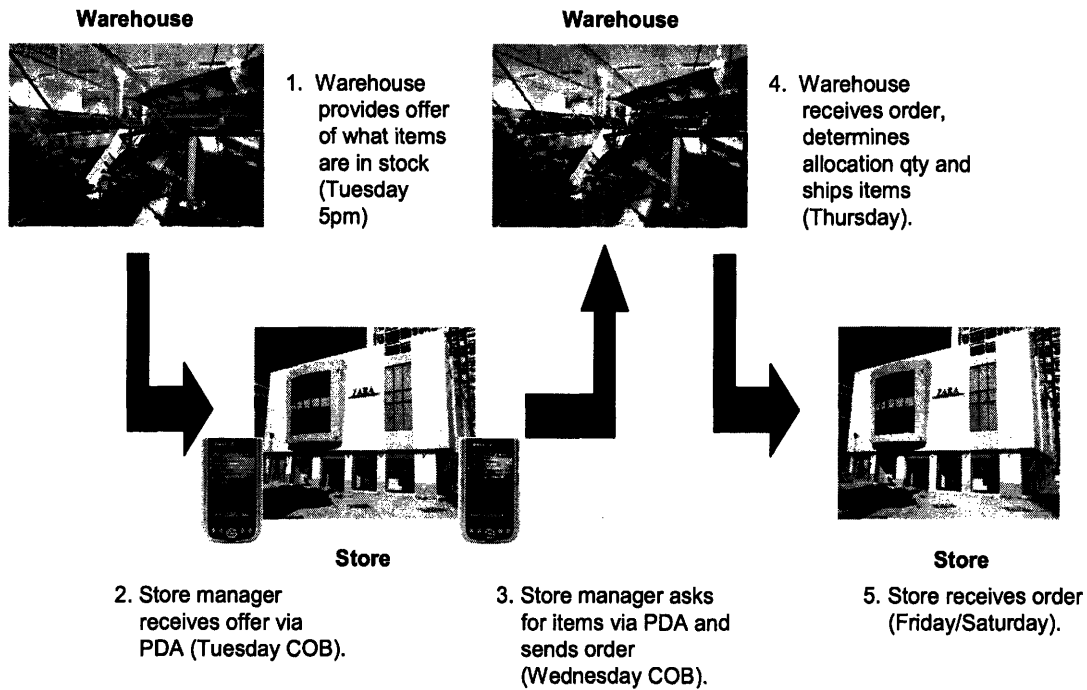 Warehouse
Warehouse
1. Warehouse
provides offer
of what items
are in stock
(Tuesday
5pm)
4. Warehouse
receives order,
determines
allocation qty and
ships items
(Thursday).
ZARA
ZARA
Store
Store
2. Store manager
receives offer via
PDA (Tuesday COB).
3. Store manager asks
for items via PDA and
sends order
(Wednesday COB).
5. Store receives order
(Friday/Saturday).